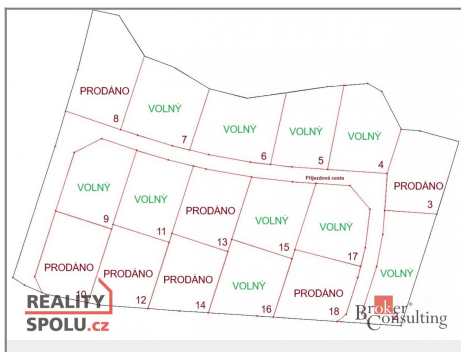 PRODÁNO
8
VOLNÝ
7
VOLNÝ
6
VOLNÝ
5
VOLNÝ
4
Příjezdová cesta
PRODÁNO
3
VOLNÝ
9
VOLNÝ
11
PRODÁNO
13
VOLNÝ
15
VOLNÝ
17
VOLNÝ
2
PRODÁNO
10
PRODÁNO
12
PRODÁNO
14
VOLNÝ
16
PRODÁNO
18
REALITY
SPOLU.cz
Broker
Consulting